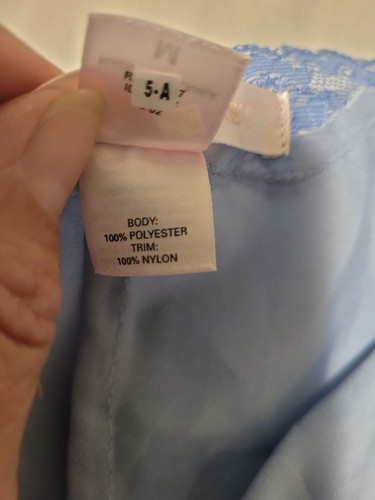 5-A
BODY:
100% POLYESTER
TRIM:
100% NYLON